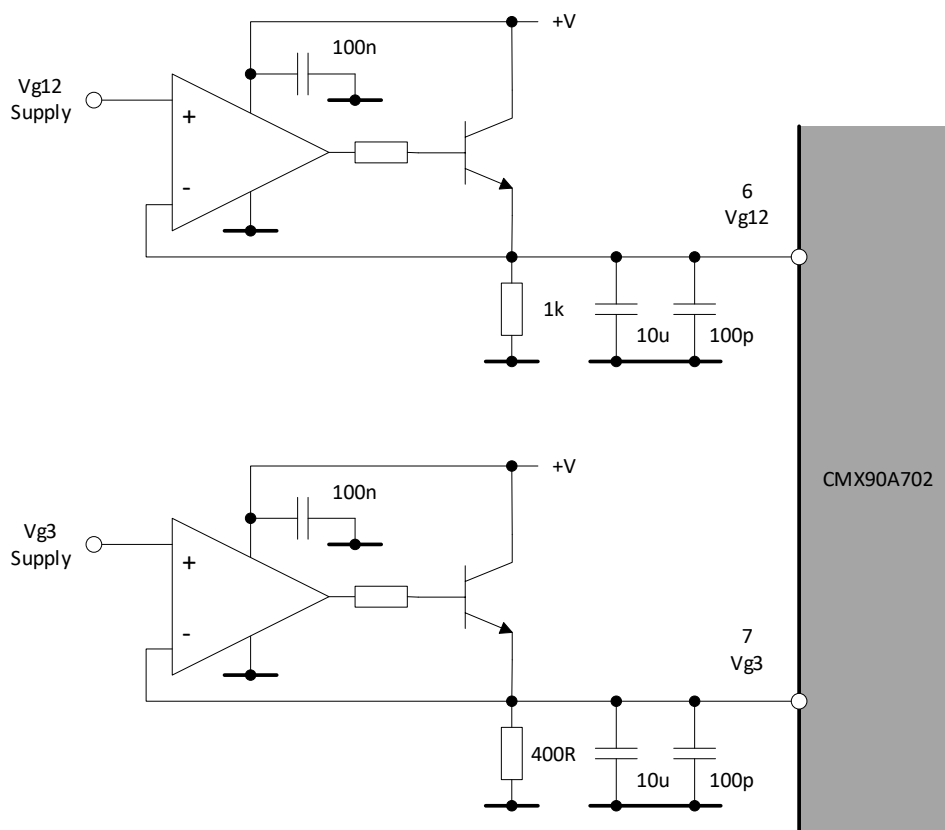 +V
100n
Vg12
Supply
+
-
6
Vg12
1k
10u
100p
+V
100n
CMX90A702
Vg3
Supply
+
-
7
Vg3
400R
10u
100p